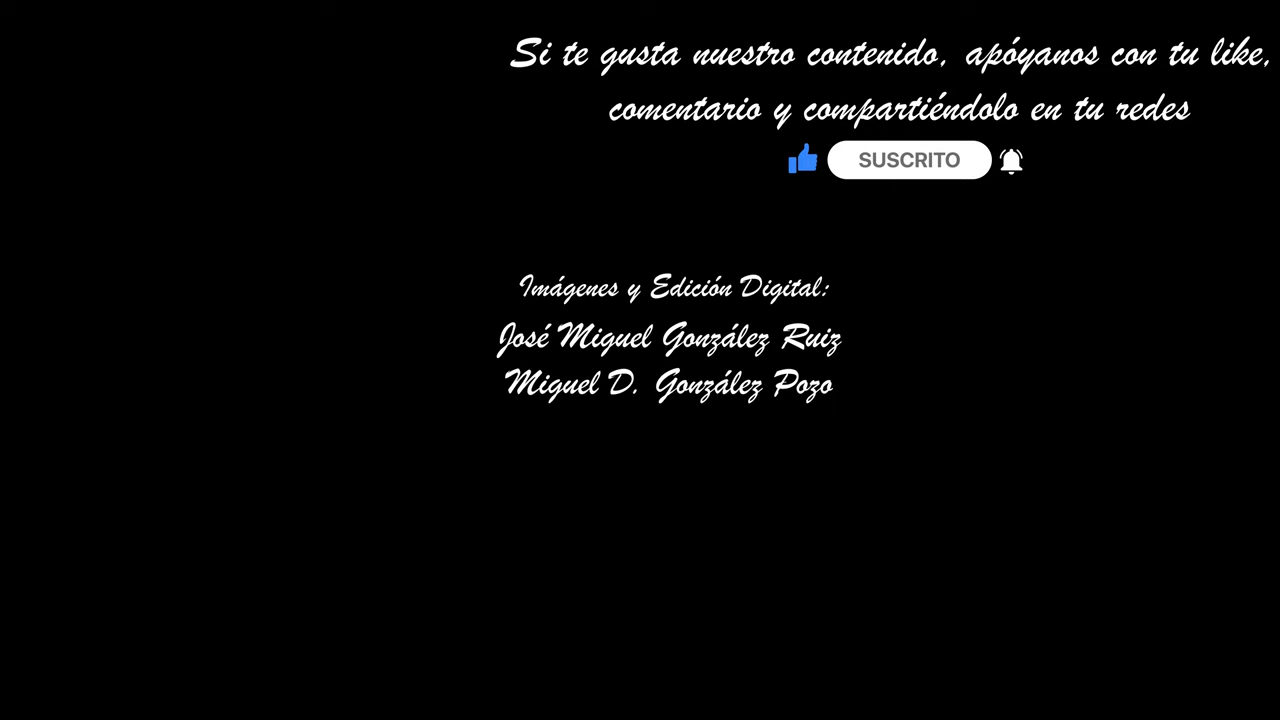 Si te gusta nuestro contenido, apóyanos con tu like,
comentario y compartiéndolo en tu redes
SUSCRITO
Imágenes y Edición Digital:
José Miguel González Ruiz
Miguel D. González Pozo